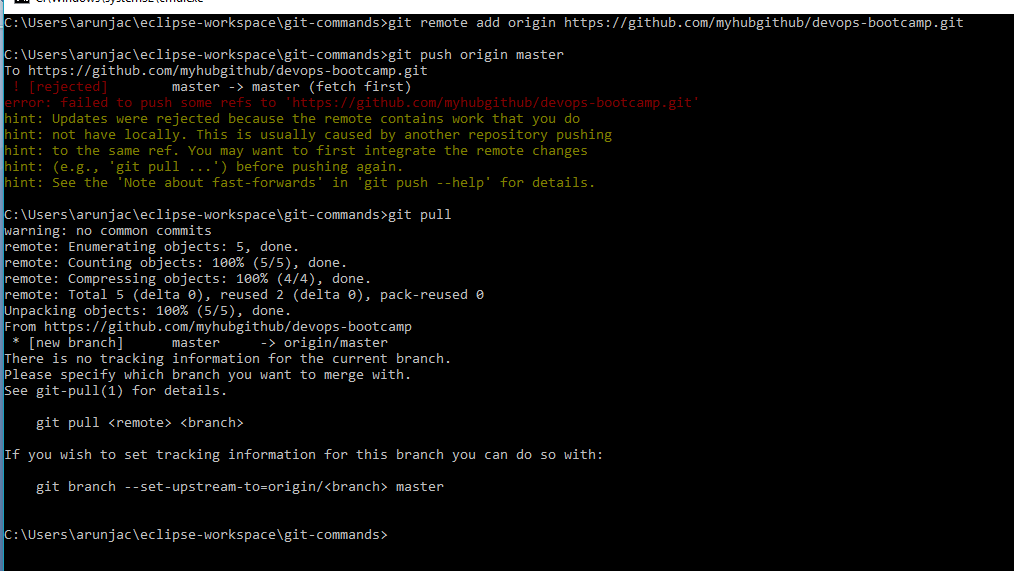 C:\Users\arunjac\eclipse-workspace\git-commands>git remote add origin https://github.com/myhubgithub/devops-bootcamp.git
C:\Users\arunjac\eclipse-workspace\git-commands>git push origin master
To https://github.com/myhubgithub/devops-bootcamp.git
 ! [rejected]        master -> master (fetch first)
error: failed to push some refs to 'https://github.com/myhubgithub/devops-bootcamp.git'
hint: Updates were rejected because the remote contains work that you do
hint: not have locally. This is usually caused by another repository pushing
hint: to the same ref. You may want to first integrate the remote changes
hint: (e.g., 'git pull ...') before pushing again.
hint: See the 'Note about fast-forwards' in 'git push --help' for details.
C:\Users\arunjac\eclipse-workspace\git-commands>git pull
warning: no common commits
remote: Enumerating objects: 5, done.
remote: Counting objects: 100% (5/5), done.
remote: Compressing objects: 100% (4/4), done.
remote: Total 5 (delta 0), reused 2 (delta 0), pack-reused 0
Unpacking objects: 100% (5/5), done.
From https://github.com/myhubgithub/devops-bootcamp
 * [new branch]      master     -> origin/master
There is no tracking information for the current branch.
Please specify which branch you want to merge with.
See git-pull(1) for details.
    git pull <remote> <branch>
If you wish to set tracking information for this branch you can do so with:
    git branch --set-upstream-to=origin/<branch> master
C:\Users\arunjac\eclipse-workspace\git-commands>